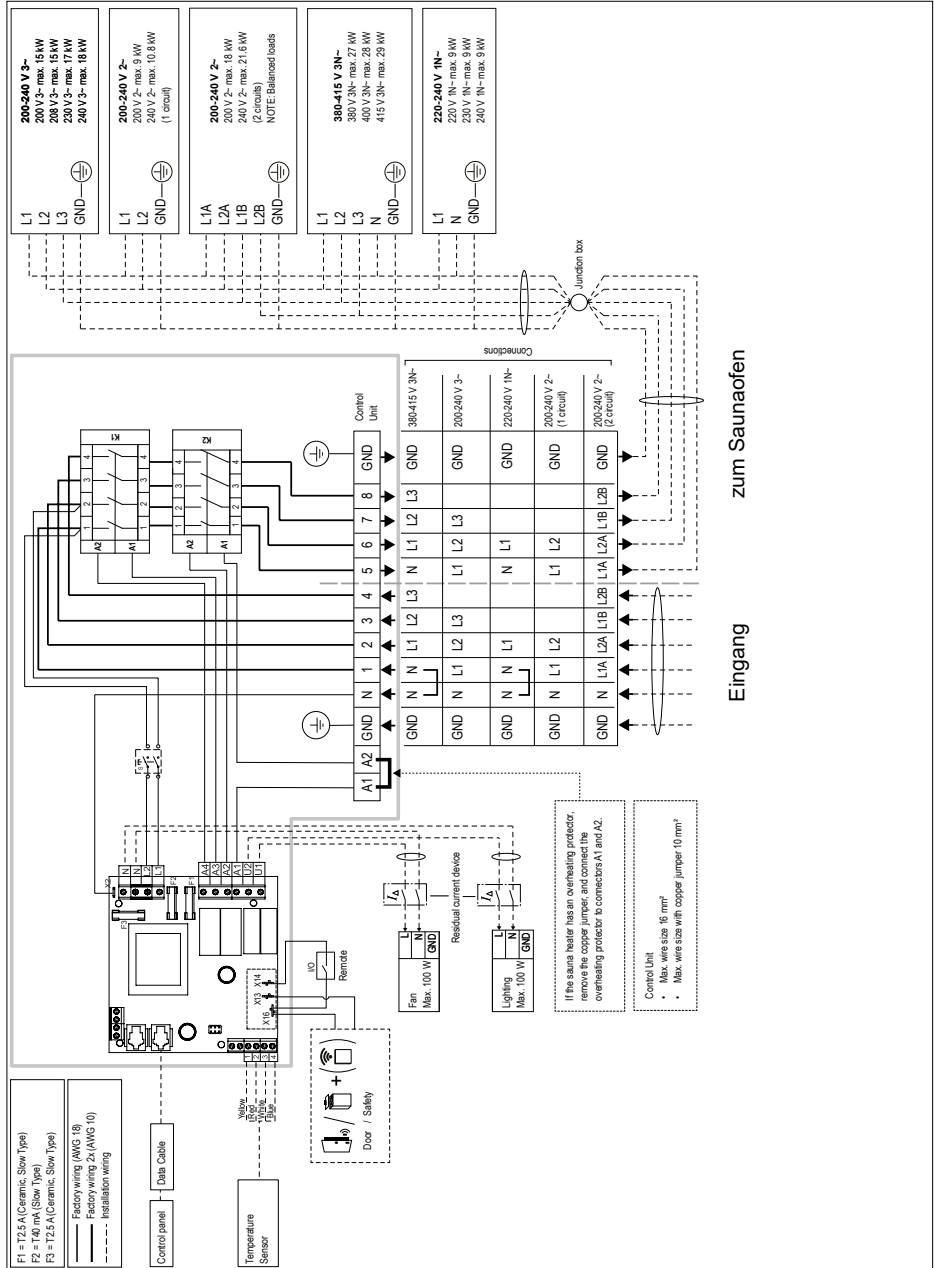 F1 = T2.5 A (Ceramic, Slow Type)
F2 = T40 mA (Slow Type)
F3 = T2.5 A (Ceramic, Slow Type)
Factory wiring (AWG 18)
Factory wiring 2x (AWG 10)
Installation wiring
Control panel
Data Cable
Temperature
Sensor
Yellow
Red
White
Blue
1
2
3
4
Door / Safety
X16
X13
X14
I/O
Remote
F3
X2
F2
F1
N
N
L2
L1
A4
A3
A2
A1
U2
U1
K1
4
3
2
1
A2
A1
K2
4
3
2
1
A2
A1
Fan
Max. 100 W
L
N
GND
Residual current device
Lighting
Max. 100 W
L
N
GND
If the sauna heater has an overheating protector,
remove the copper jumper, and connect the
overheating protector to connectors A1 and A2.
Control Unit
• Max. wire size 16 mm²
• Max. wire size with copper jumper 10 mm²
A1 A2 GND N 1 2 3 4 5 6 7 8 GND Control Unit
GND N N L1 L2 L3 N L1 L2 L3 GND 380-415 V 3N~
GND N L1 L2 L3 L1 L2 L3 GND 200-240 V 3~
GND N N L1 N L1 GND 220-240 V 1N~
GND N L1 L2 L1 L2 GND 200-240 V 2~ (1 circuit)
GND N L1A L2A L1B L2B L1A L2A L1B L2B GND 200-240 V 2~ (2 circuit)
Connections
Eingang
zum Saunaofen
Junction box
200-240 V 3~
200 V 3~ max. 15 kW
208 V 3~ max. 15 kW
230 V 3~ max. 17 kW
240 V 3~ max. 18 kW
L1
L2
L3
GND
200-240 V 2~
200 V 2~ max. 9 kW
240 V 2~ max. 10.8 kW
(1 circuit)
L1
L2
GND
200-240 V 2~
200 V 2~ max. 18 kW
240 V 2~ max. 21.6 kW
(2 circuits)
NOTE: Balanced loads
L1A
L2A
L1B
L2B
GND
380-415 V 3N~
380 V 3N~ max. 27 kW
400 V 3N~ max. 28 kW
415 V 3N~ max. 29 kW
L1
L2
L3
N
GND
220-240 V 1N~
220 V 1N~ max. 9 kW
230 V 1N~ max. 9 kW
240 V 1N~ max. 9 kW
L1
N
GND